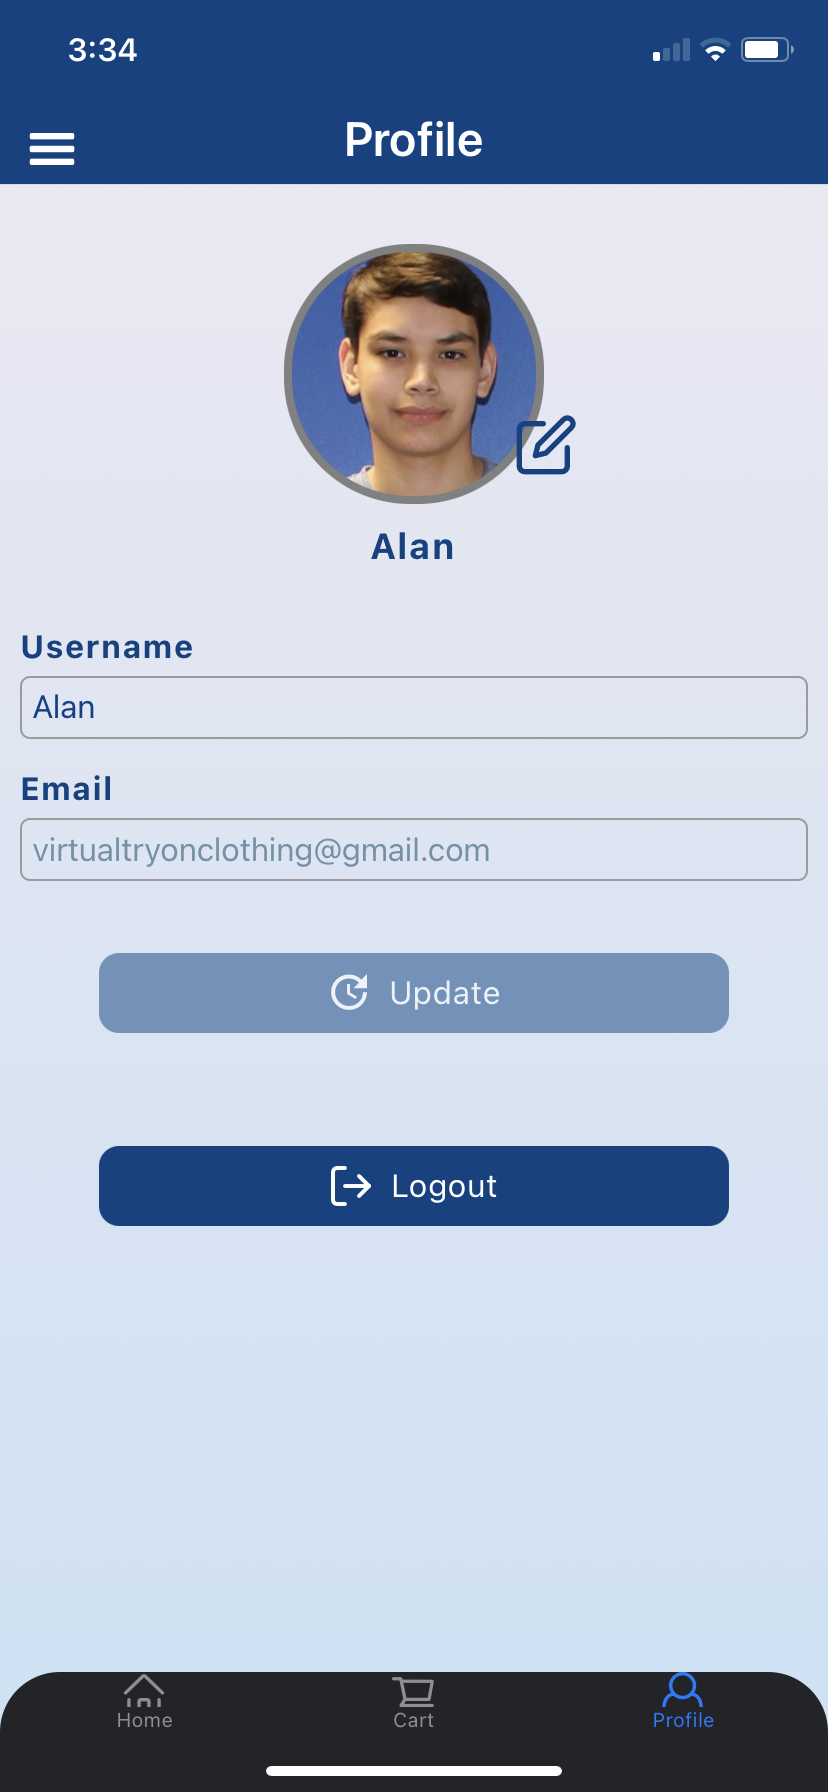 3:34
Profile
Alan
Username
Alan
Email
virtualtryonclothing@gmail.com
Update
Logout
Home
Cart
Profile